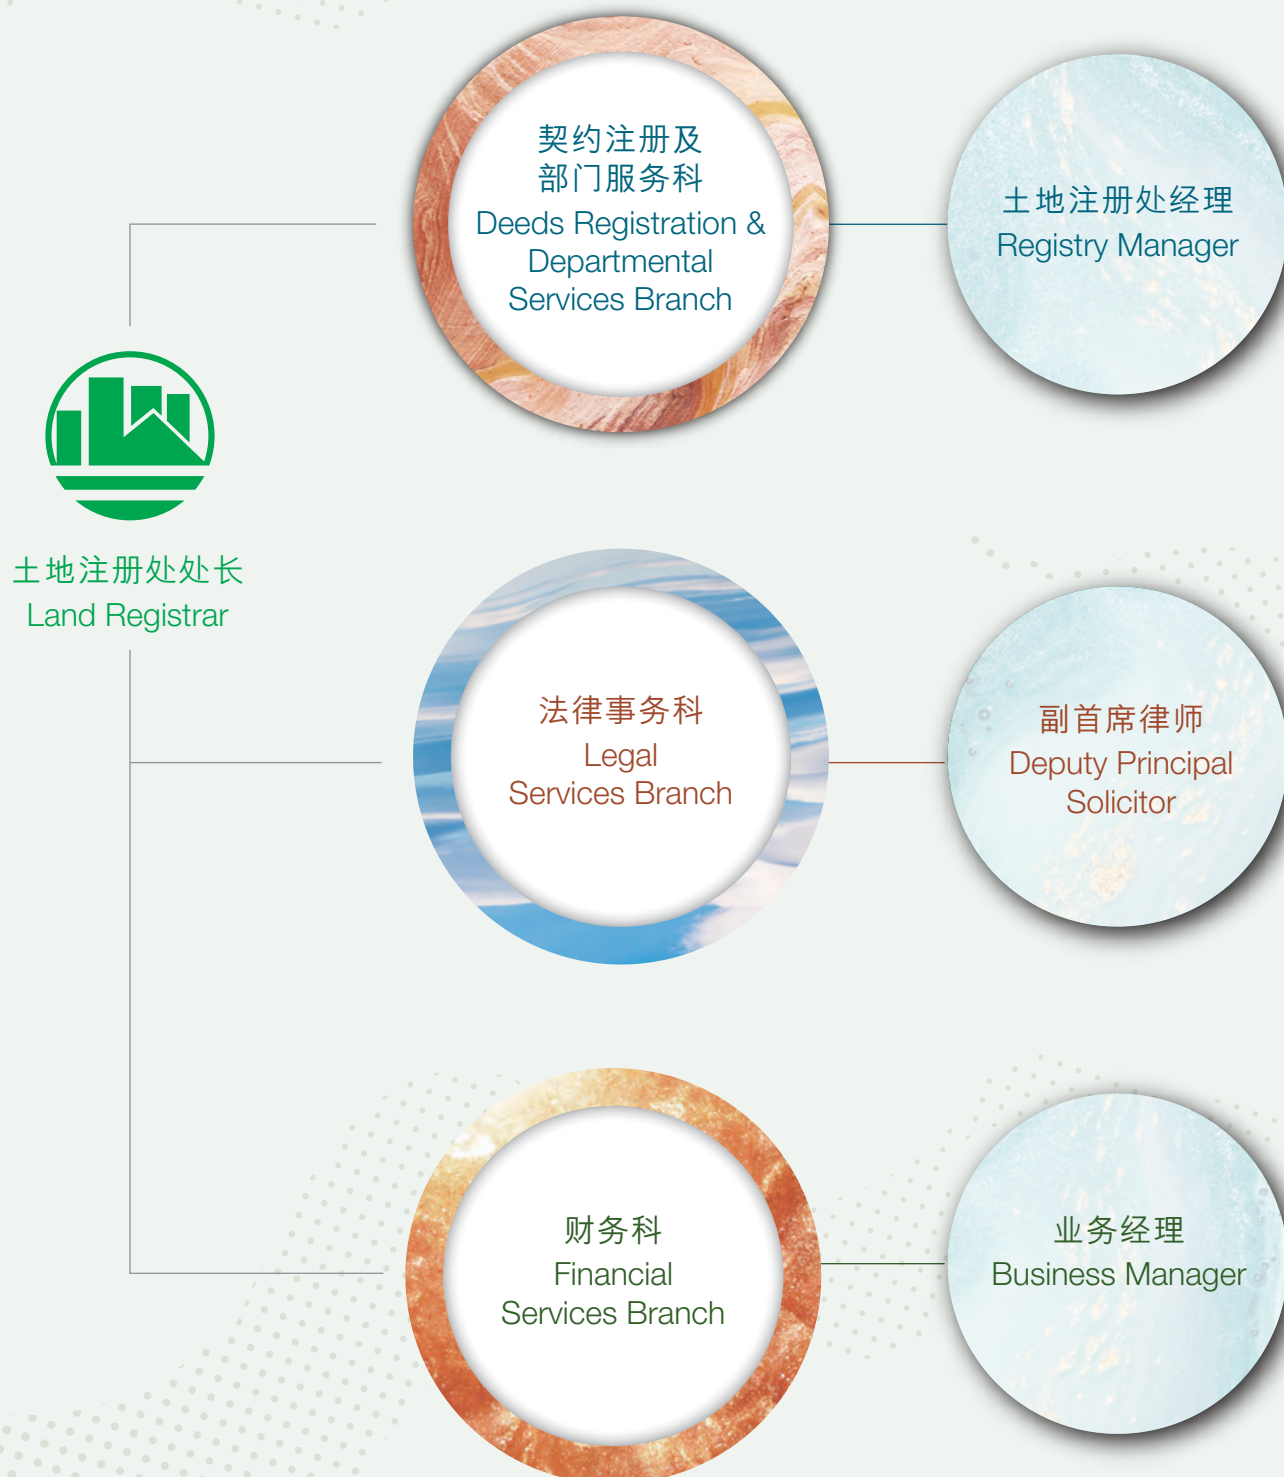 契约注册及
部门服务科
Deeds Registration &
Departmental
Services Branch
土地注册处经理
Registry Manager
土地注册处处长
Land Registrar
法律事务科
Legal
Services Branch
副首席律师
Deputy Principal
Solicitor
财务科
Financial
Services Branch
业务经理
Business Manager